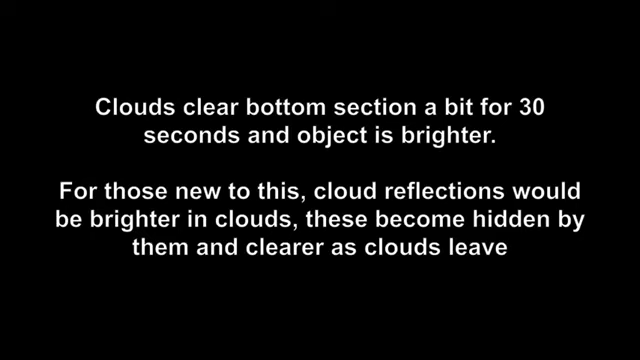 Clouds clear bottom section a bit for 30
seconds and object is brighter.
For those new to this, cloud reflections would
be brighter in clouds, these become hidden by
them and clearer as clouds leave